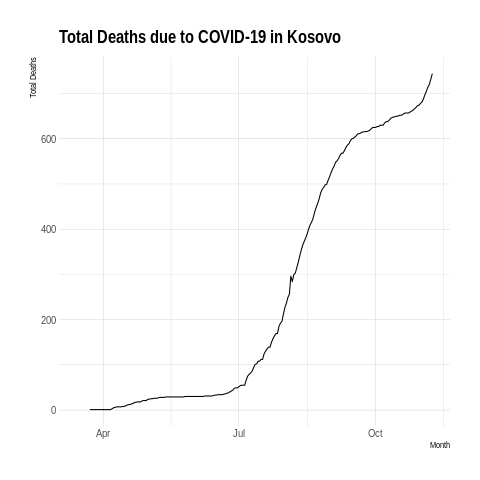 Total Deaths due to COVID-19 in Kosovo
Total Deaths
600
400
200
0
Apr
Jul
Oct
Month